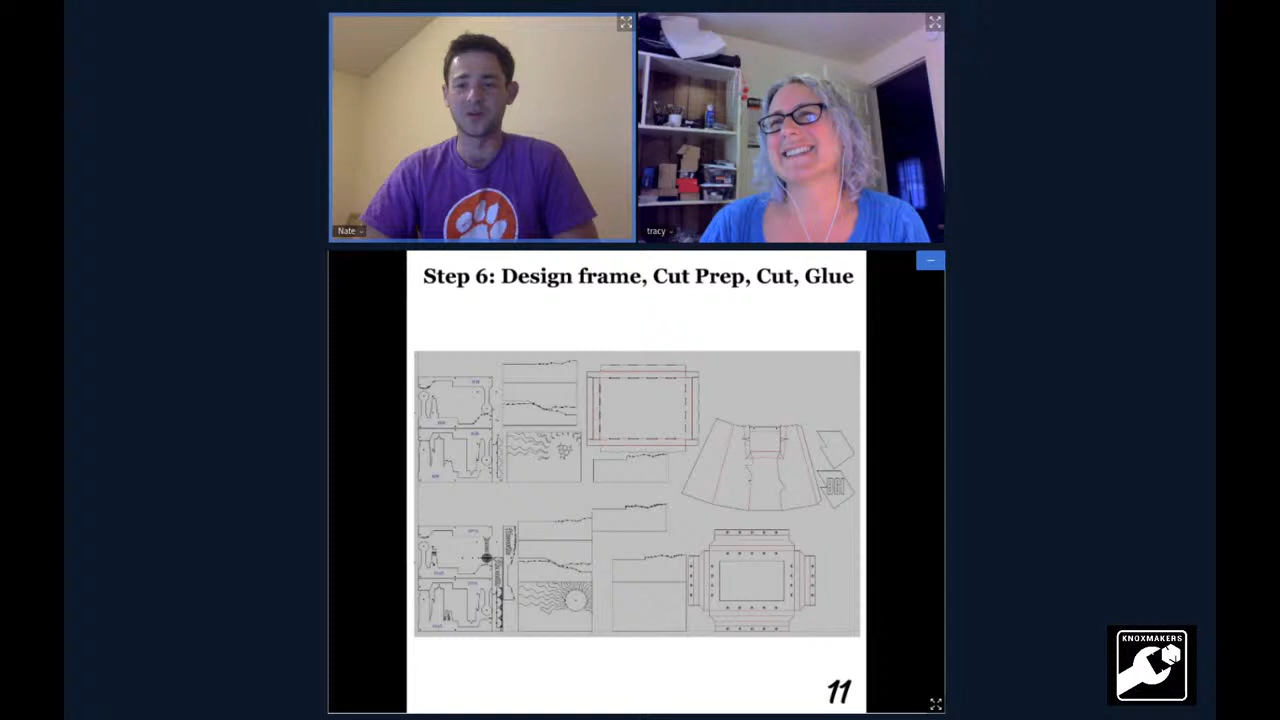 Nate
tracy
Step 6: Design frame, Cut Prep, Cut, Glue
11
KNOXMAKERS